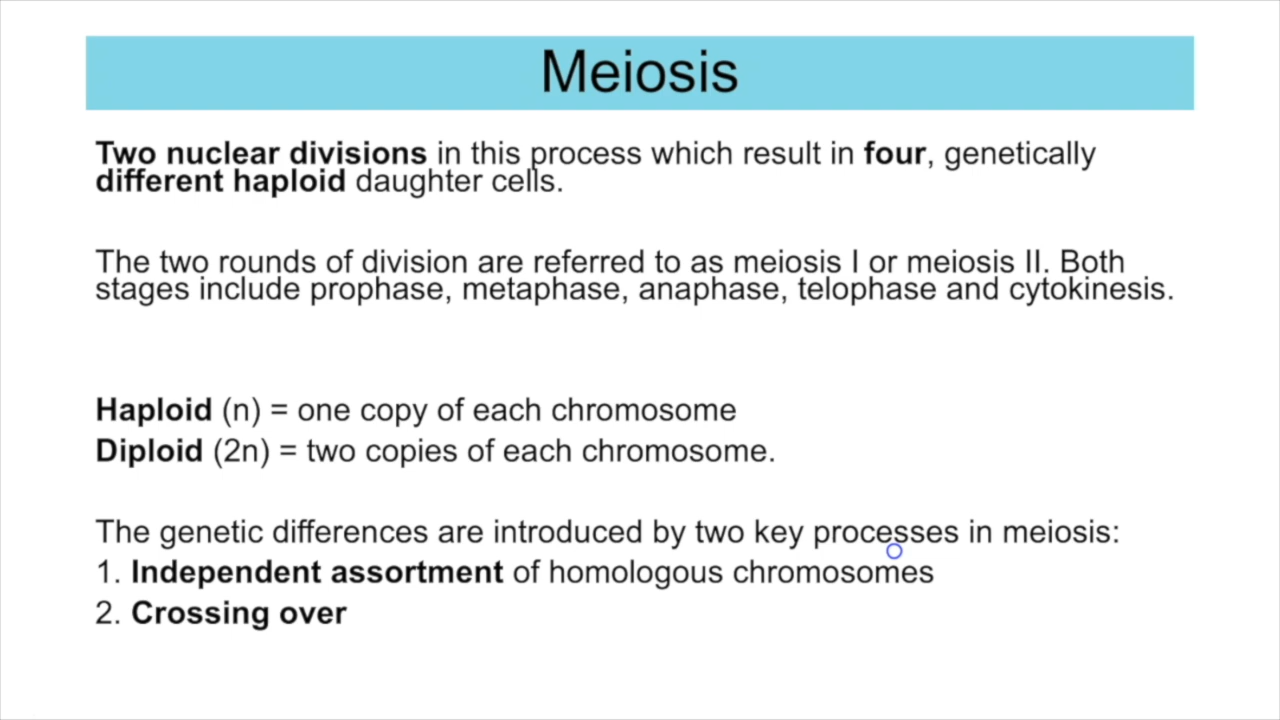 Meiosis
Two nuclear divisions in this process which result in four, genetically
different haploid daughter cells.
The two rounds of division are referred to as meiosis I or meiosis II. Both
stages include prophase, metaphase, anaphase, telophase and cytokinesis.
Haploid (n) = one copy of each chromosome
Diploid (2n) = two copies of each chromosome.
The genetic differences are introduced by two key processes in meiosis:
1. Independent assortment of homologous chromosomes
2. Crossing over